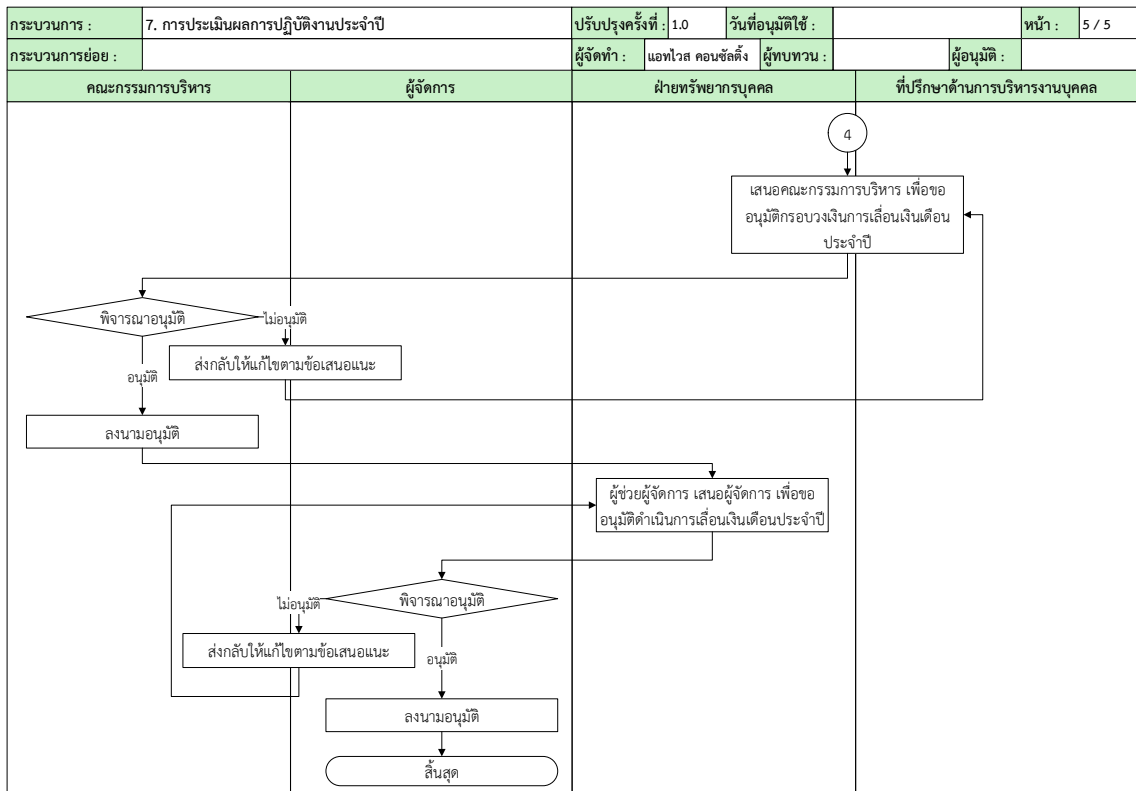 กระบวนการ : 7. การประเมินผลการปฏิบัติงานประจำปี ปรับปรุงครั้งที่ : 1.0 วันที่อนุมัติใช้ : หน้า : 5 / 5
กระบวนการย่อย : ผู้จัดทำ : แอทไวส คอนซัลติ้ง ผู้ทบทวน : ผู้อนุมัติ :
คณะกรรมการบริหาร ผู้จัดการ ฝ่ายทรัพยากรบุคคล ที่ปรึกษาด้านการบริหารงานบุคคล
4
เสนอคณะกรรมการบริหาร เพื่อขอ
อนุมัติกรอบวงเงินการเลื่อนเงินเดือน
ประจำปี
พิจารณาอนุมัติ
ไม่อนุมัติ
ส่งกลับให้แก้ไขตามข้อเสนอแนะ
อนุมัติ
ลงนามอนุมัติ
ผู้ช่วยผู้จัดการ เสนอผู้จัดการ เพื่อขอ
อนุมัติดำเนินการเลื่อนเงินเดือนประจำปี
พิจารณาอนุมัติ
ไม่อนุมัติ
ส่งกลับให้แก้ไขตามข้อเสนอแนะ
อนุมัติ
ลงนามอนุมัติ
สิ้นสุด